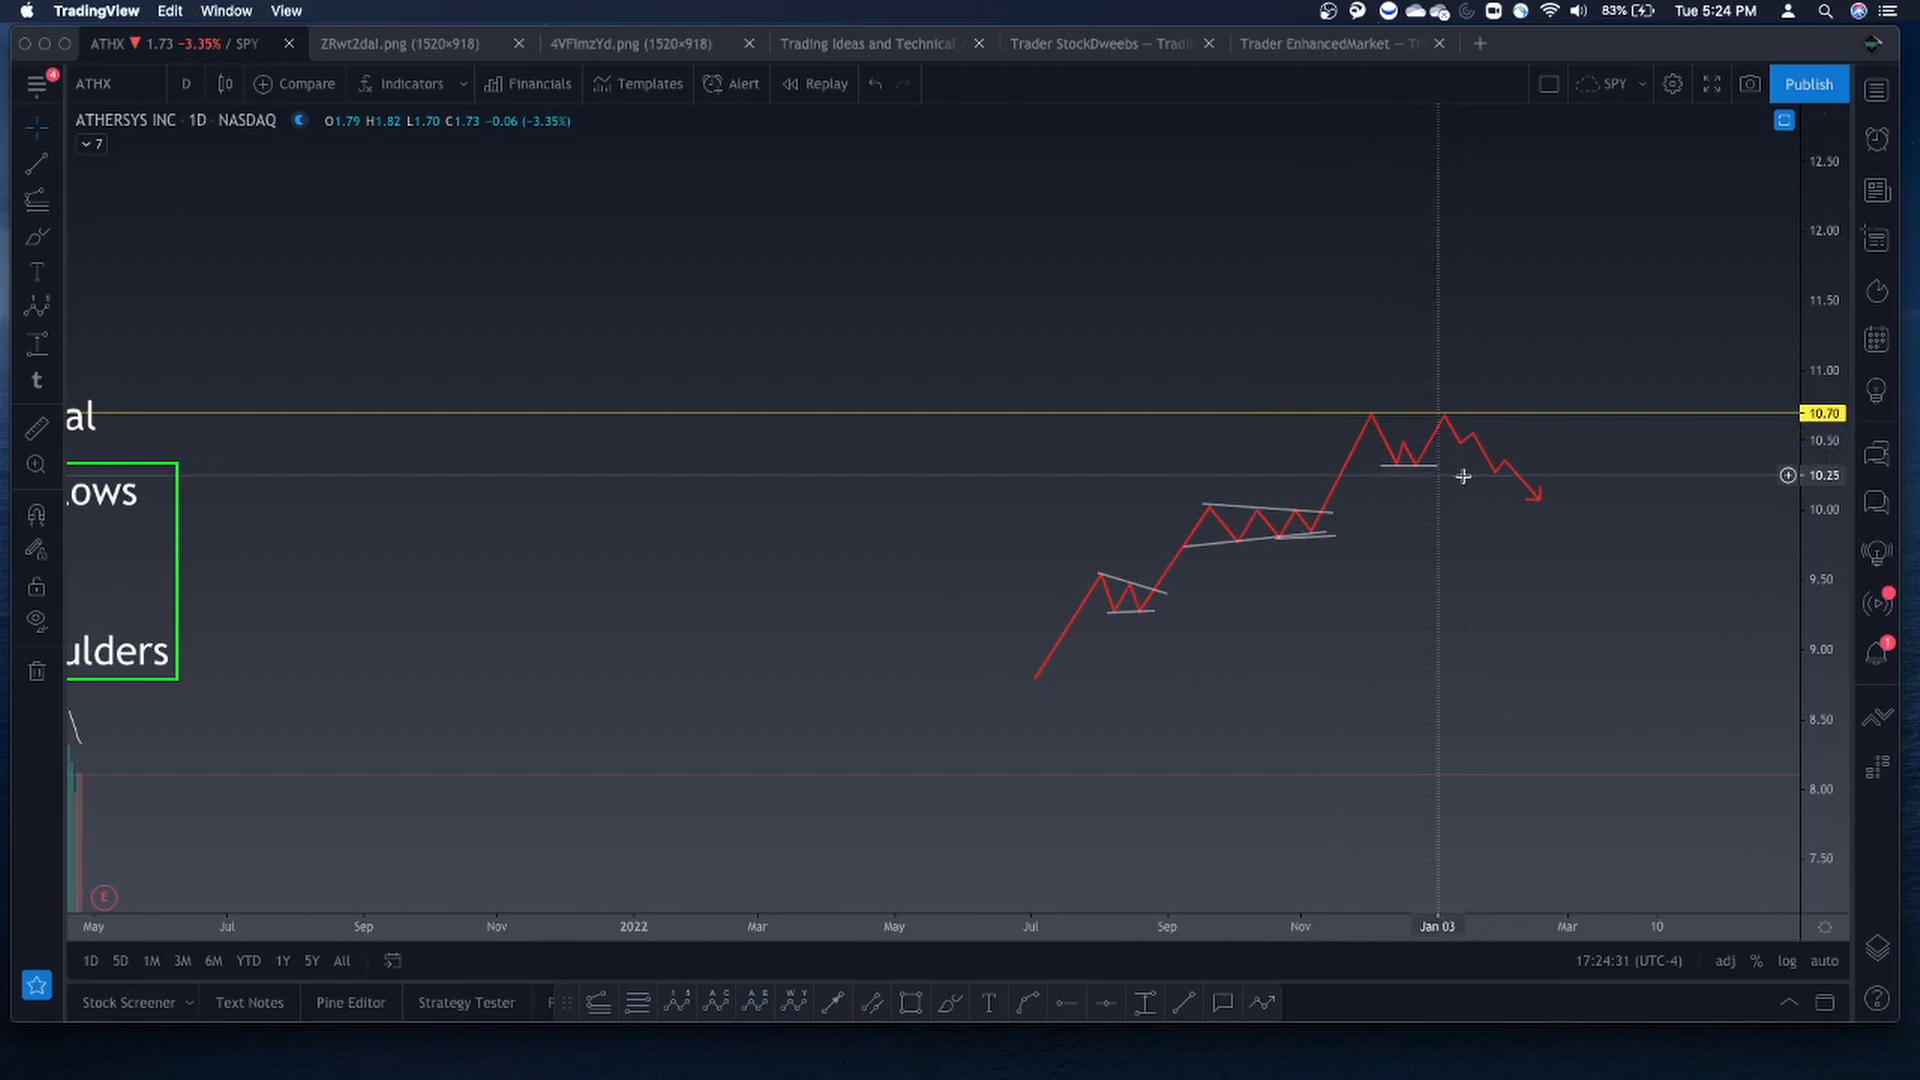 TradingView Edit Window View 83% Tue 5:24 PM
ATHX ▼ 1.73 −3.35% / SPY ZRwt2dal.png (1520×918) 4VFlmzYd.png (1520×918) Trading Ideas and Technical Trader StockDweebs — Tradi Trader EnhancedMarket — Tr
4 ATHX D Compare Indicators Financials Templates Alert Replay SPY Publish
ATHERSYS INC 1D NASDAQ O1.79 H1.82 L1.70 C1.73 −0.06 (−3.35%)
7
12.50
12.00
11.50
11.00
al
10.70
10.50
10.25
lows
10.00
9.50
9.00
ulders
8.50
8.00
7.50
E
1
t
May Jul Sep Nov 2022 Mar May Jul Sep Nov Jan 03 Mar 10
1D 5D 1M 3M 6M YTD 1Y 5Y All 17:24:31 (UTC-4) adj % log auto
Stock Screener Text Notes Pine Editor Strategy Tester